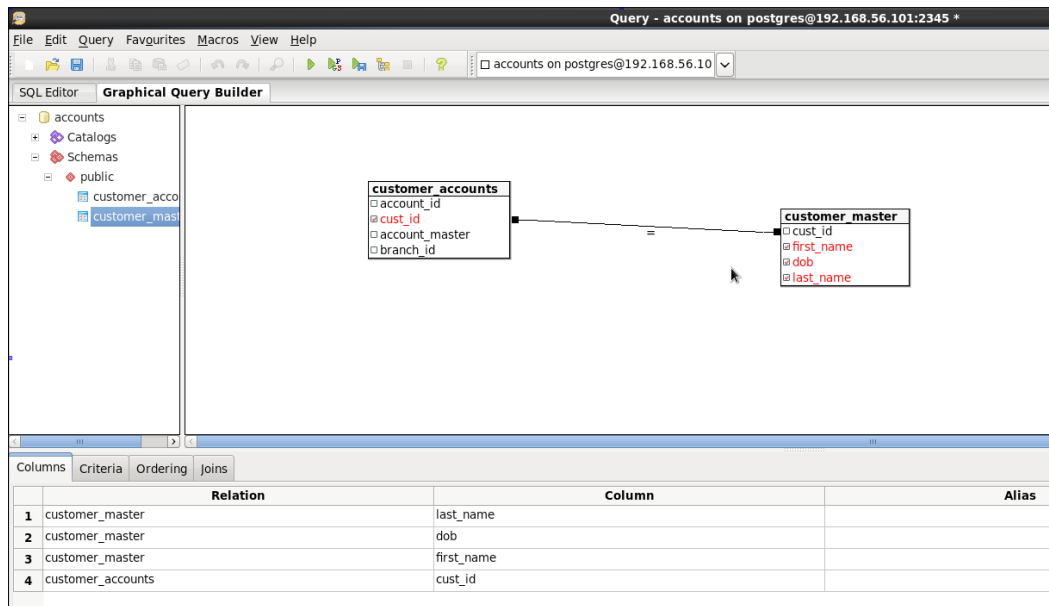 Query - accounts on postgres@192.168.56.101:2345 *
File Edit Query Favourites Macros View Help
accounts on postgres@192.168.56.10
SQL Editor Graphical Query Builder
accounts
Catalogs
Schemas
public
customer_acco
customer_mast
customer_accounts
account_id
cust_id
account_master
branch_id
=
customer_master
cust_id
first_name
dob
last_name
Columns Criteria Ordering Joins
Relation Column Alias
1 customer_master last_name
2 customer_master dob
3 customer_master first_name
4 customer_accounts cust_id